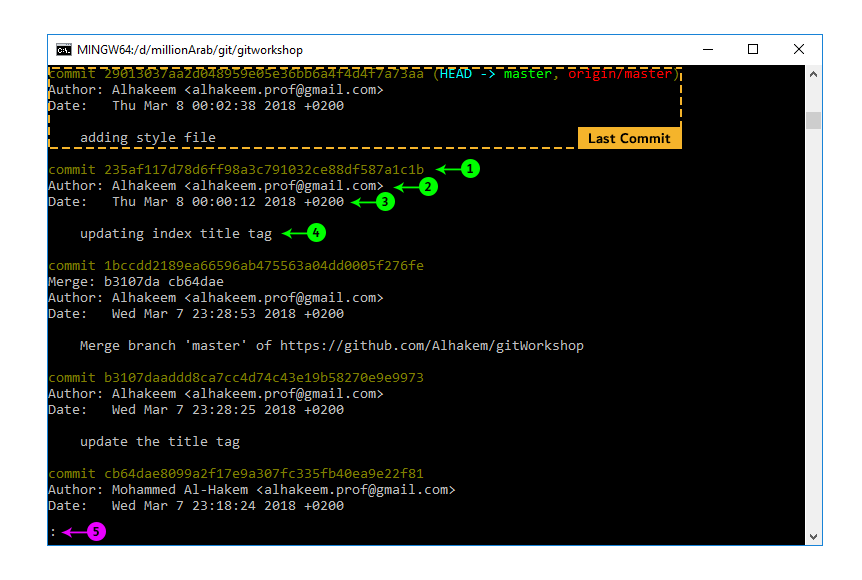 MINGW64:/d/millionArab/git/gitworkshop
commit 29013037aa2d048959e05e36bb6a4f4d4f7a73aa (HEAD -> master, origin/master)
Author: Alhakeem <alhakeem.prof@gmail.com>
Date:   Thu Mar 8 00:02:38 2018 +0200
    adding style file
Last Commit
commit 235af117d78d6ff98a3c791032ce88df587a1c1b
1
Author: Alhakeem <alhakeem.prof@gmail.com>
2
Date:   Thu Mar 8 00:00:12 2018 +0200
3
    updating index title tag
4
commit 1bccdd2189ea66596ab475563a04dd0005f276fe
Merge: b3107da cb64dae
Author: Alhakeem <alhakeem.prof@gmail.com>
Date:   Wed Mar 7 23:28:53 2018 +0200
    Merge branch 'master' of https://github.com/Alhakem/gitWorkshop
commit b3107daaddd8ca7cc4d74c43e19b58270e9e9973
Author: Alhakeem <alhakeem.prof@gmail.com>
Date:   Wed Mar 7 23:28:25 2018 +0200
    update the title tag
commit cb64dae8099a2f17e9a307fc335fb40ea9e22f81
Author: Mohammed Al-Hakem <alhakeem.prof@gmail.com>
Date:   Wed Mar 7 23:18:24 2018 +0200
:
5